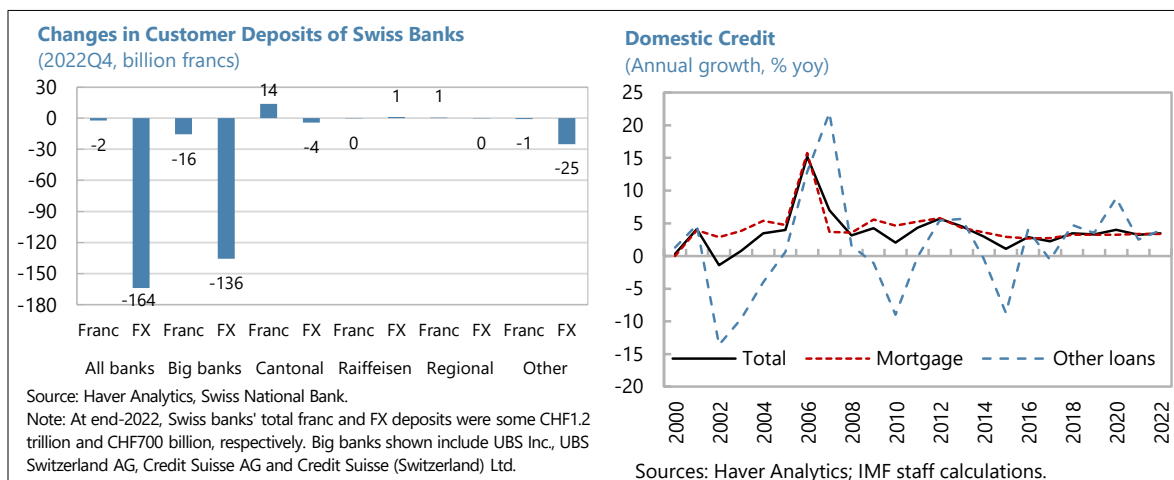 Changes in Customer Deposits of Swiss Banks
(2022Q4, billion francs)
30
0
-30
-60
-90
-120
-150
-180
-2
-164
-16
-136
14
-4
0
1
1
0
-1
-25
Franc FX Franc FX Franc FX Franc FX Franc FX Franc FX
All banks Big banks Cantonal Raiffeisen Regional Other
Source: Haver Analytics, Swiss National Bank.
Note: At end-2022, Swiss banks' total franc and FX deposits were some CHF1.2
trillion and CHF700 billion, respectively. Big banks shown include UBS Inc., UBS
Switzerland AG, Credit Suisse AG and Credit Suisse (Switzerland) Ltd.
Domestic Credit
(Annual growth, % yoy)
25
20
15
10
5
0
-5
-10
-15
-20
Total Mortgage Other loans
2000 2002 2004 2006 2008 2010 2012 2014 2016 2018 2020 2022
Sources: Haver Analytics; IMF staff calculations.